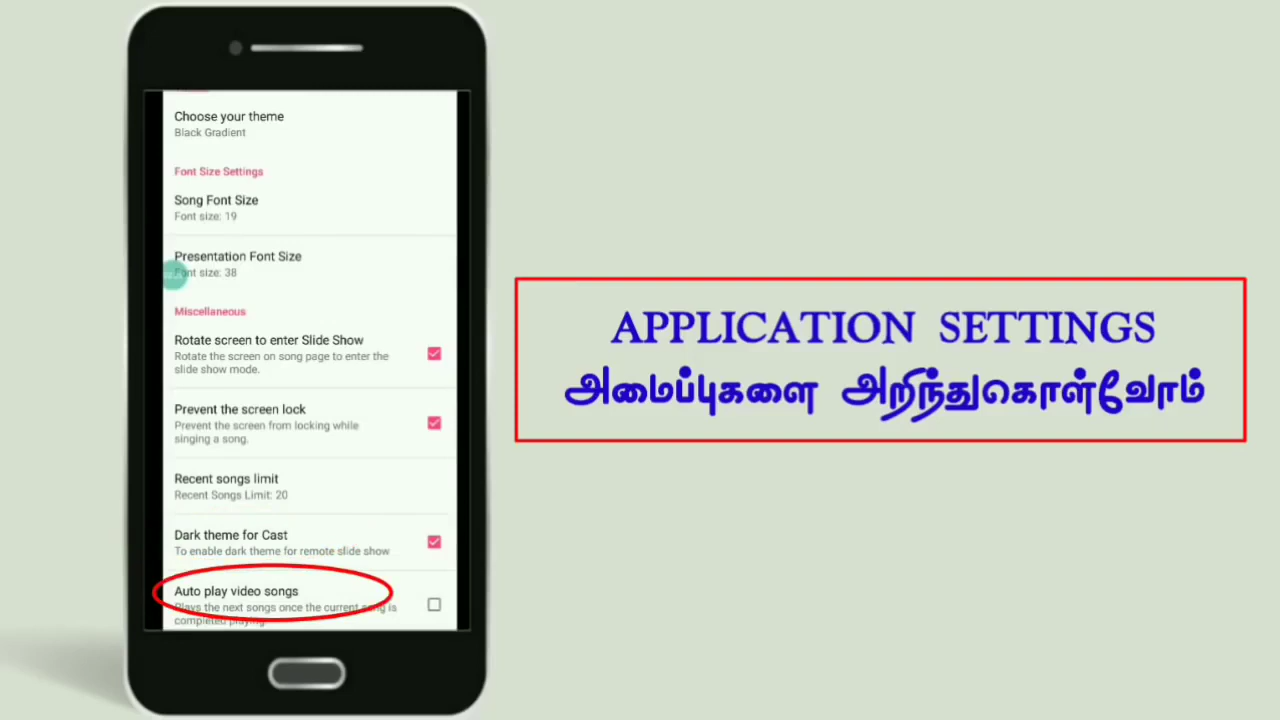 Choose your theme
Black Gradient
Font Size Settings
Song Font Size
Font size: 19
Presentation Font Size
Font size: 38
Miscellaneous
Rotate screen to enter Slide Show
Rotate the screen on song page to enter the
slide show mode.
Prevent the screen lock
Prevent the screen from locking while
singing a song.
Recent songs limit
Recent Songs Limit: 20
Dark theme for Cast
To enable dark theme for remote slide show
Auto play video songs
Plays the next songs once the current song is
completed playing
APPLICATION SETTINGS
அமைப்புகளை அறிந்துகொள்வோம்